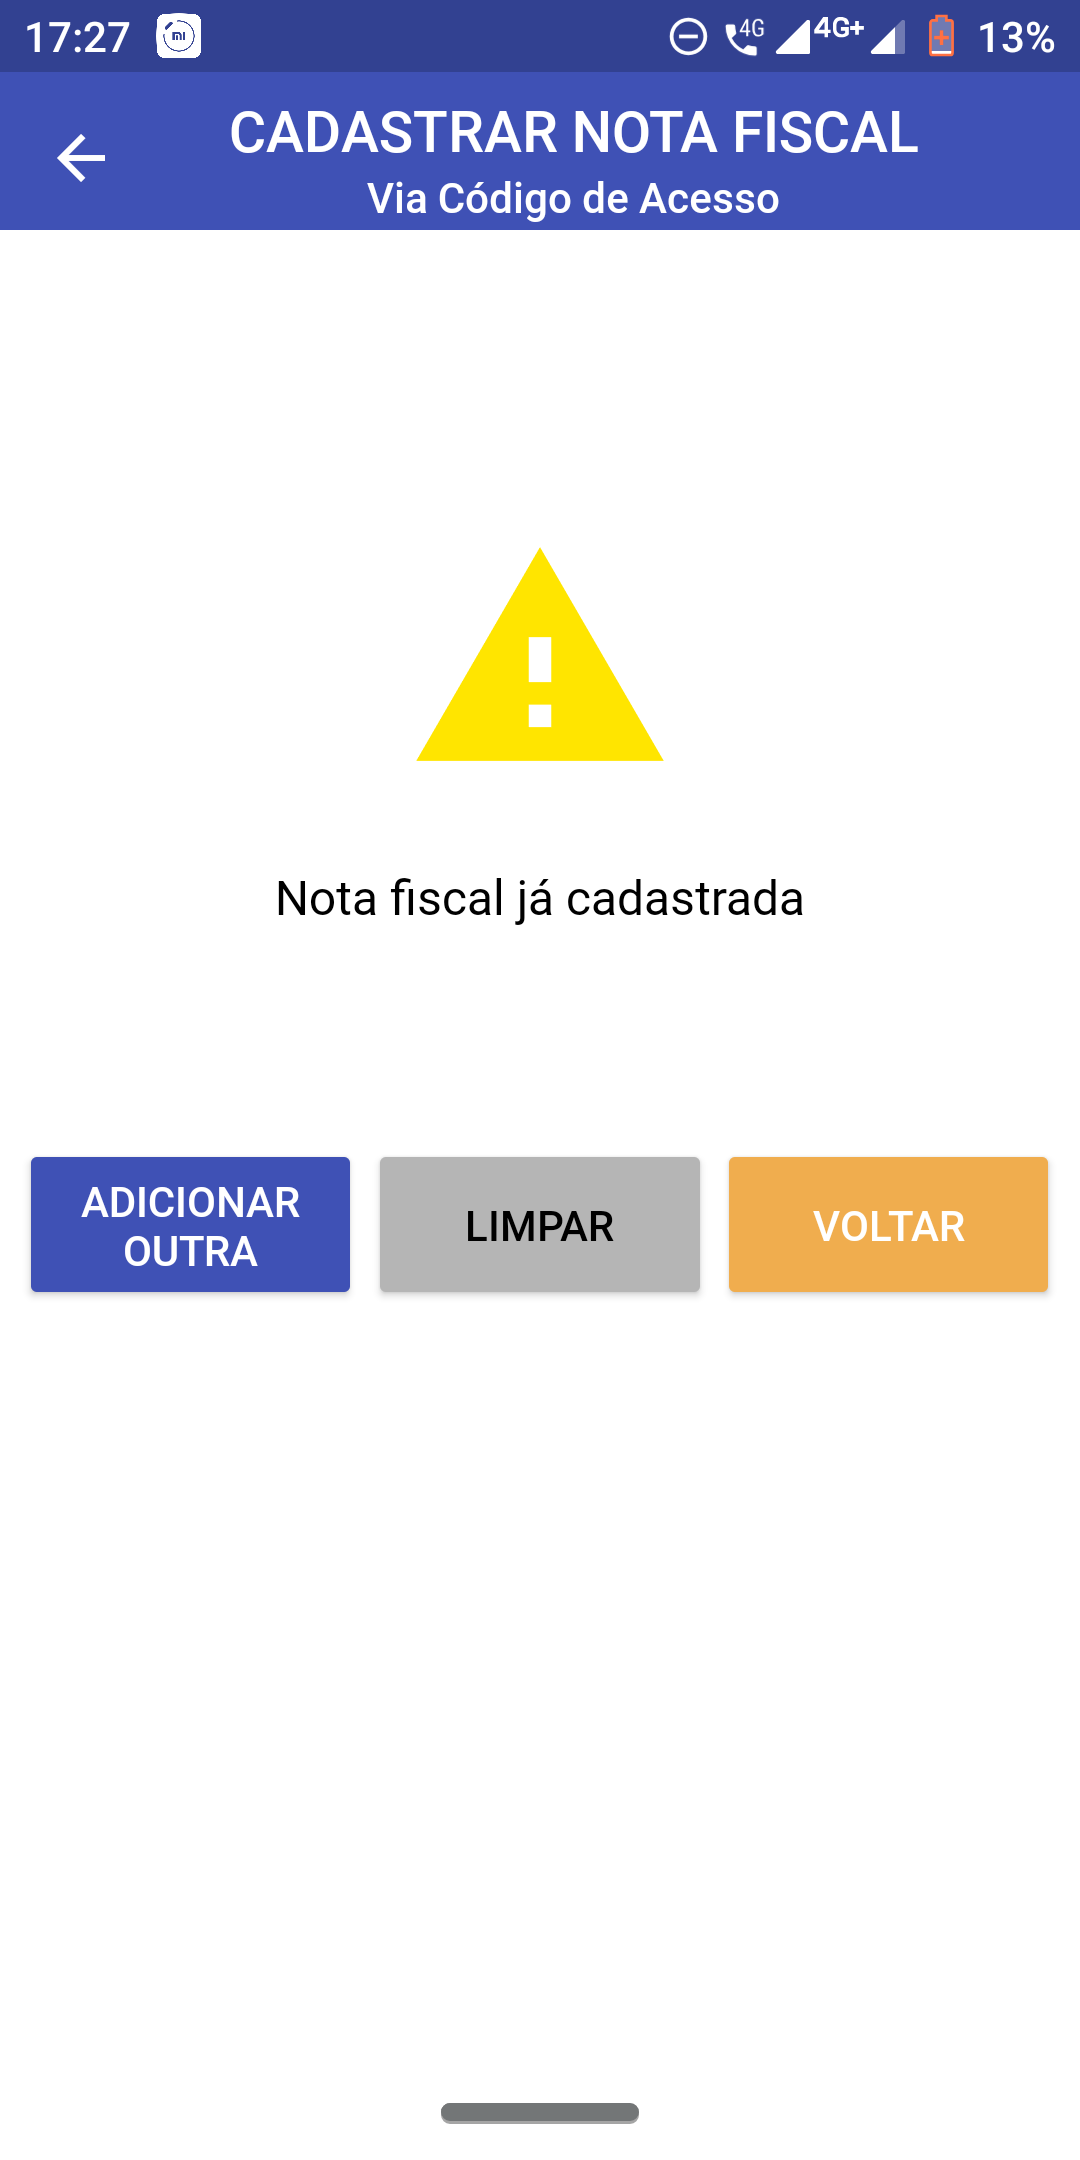 17:27
4G
4G+
13%
CADASTRAR NOTA FISCAL
Via Código de Acesso
Nota fiscal já cadastrada
ADICIONAR
OUTRA
LIMPAR
VOLTAR